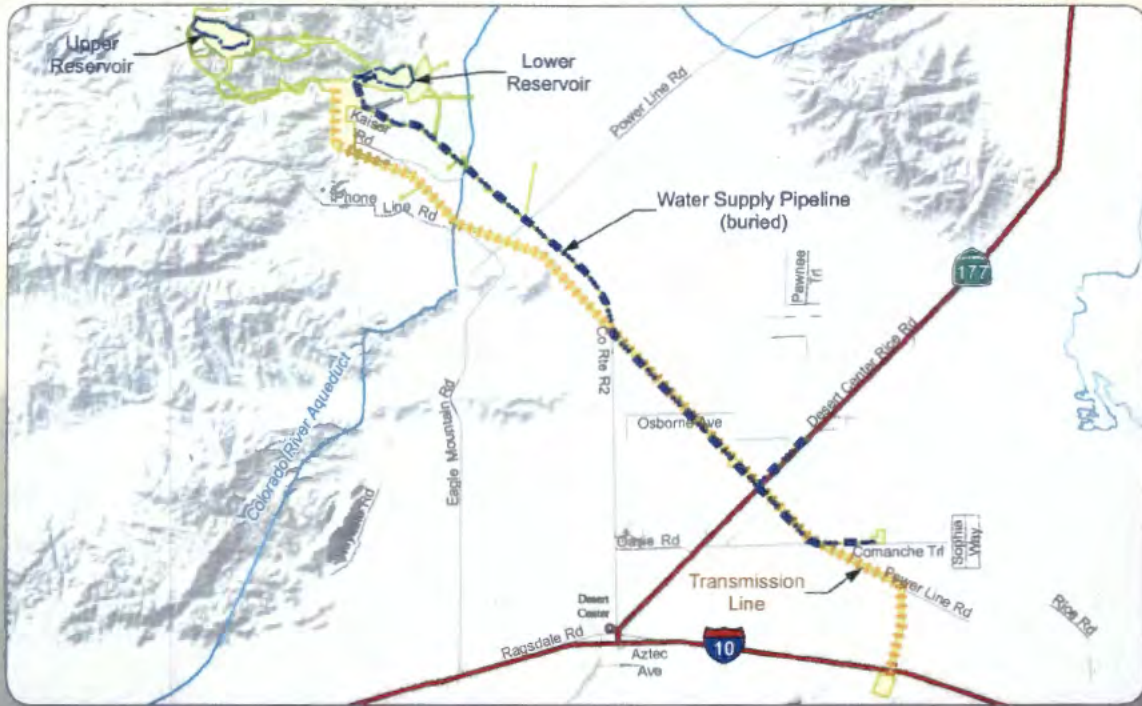 Upper
Reservoir
Lower
Reservoir
Kaiser
Rd
Power Line Rd
Phone Line Rd
Water Supply Pipeline
(buried)
Pawnee
Trl
177
Co Rte R2
Desert Center Rice Rd
Colorado River Aqueduct
Eagle Mountain Rd
Osborne Ave
Oasis Rd
Comanche Trl
Sophia
Way
Transmission
Line
Power Line Rd
Rice Rd
Desert
Center
Ragsdale Rd
Aztec
Ave
10